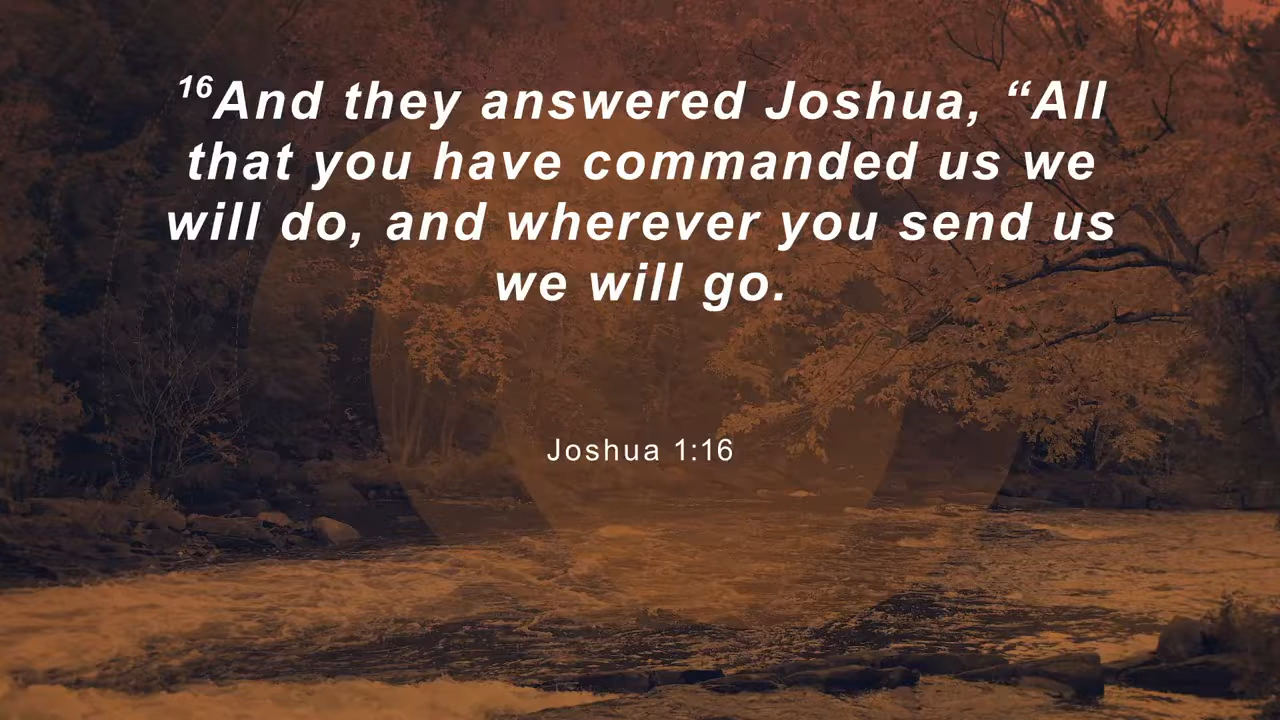 ¹⁶And they answered Joshua, “All
that you have commanded us we
will do, and wherever you send us
we will go.
Joshua 1:16